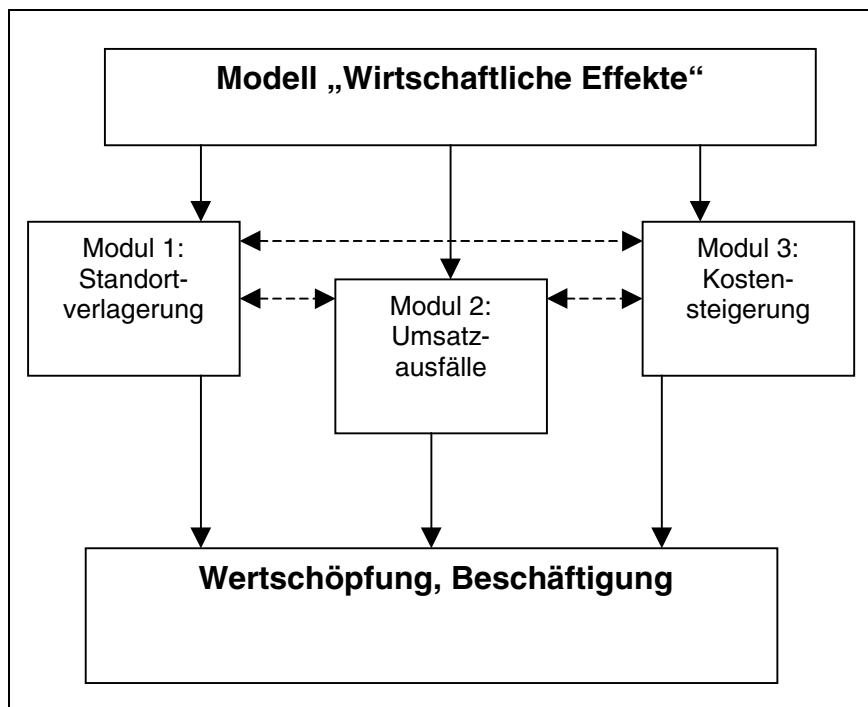 Modell „Wirtschaftliche Effekte“
Modul 1:
Standort-
verlagerung
Modul 2:
Umsatz-
ausfälle
Modul 3:
Kosten-
steigerung
Wertschöpfung, Beschäftigung